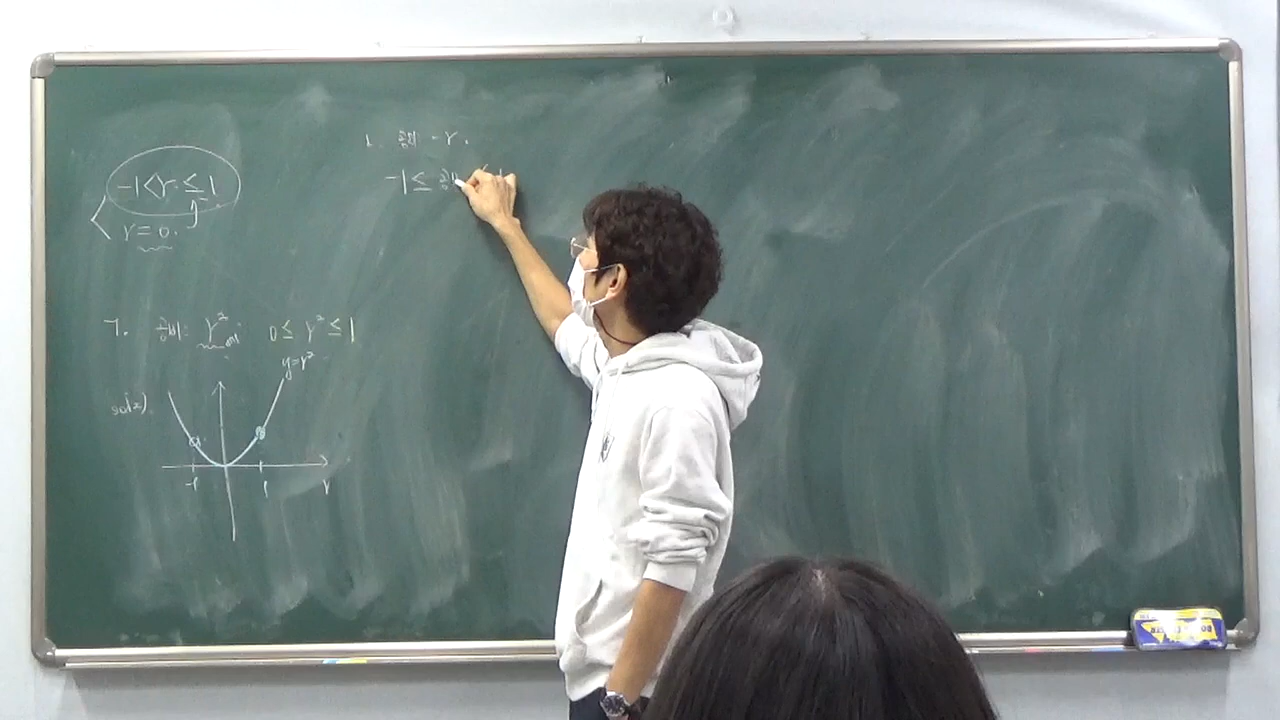 -1<r≤1
r=0.
ㄱ. 공비 r²이 0≤ r² ≤1
y=r²
sol)
-1 1 r
ㄴ. 공비 -r.
-1≤ 공비